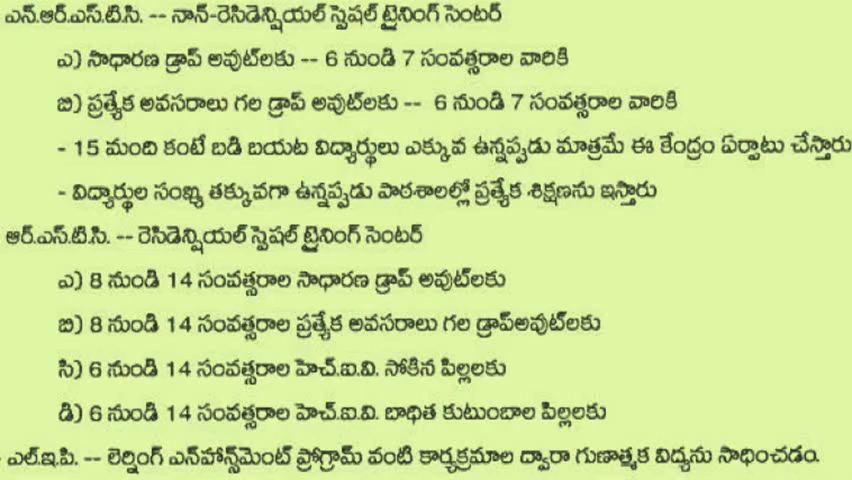 ఎన్.ఆర్.ఎస్.టి.సి. -- నాన్-రెసిడెన్షియల్ స్పెషల్ ట్రైనింగ్ సెంటర్
ఎ) సాధారణ డ్రాప్ అవుట్‌లకు -- 6 నుండి 7 సంవత్సరాల వారికి
బి) ప్రత్యేక అవసరాలు గల డ్రాప్ అవుట్‌లకు -- 6 నుండి 7 సంవత్సరాల వారికి
- 15 మంది కంటే బడి బయట విద్యార్థులు ఎక్కువ ఉన్నప్పుడు మాత్రమే ఈ కేంద్రం ఏర్పాటు చేస్తారు
- విద్యార్థుల సంఖ్య తక్కువగా ఉన్నప్పుడు పాఠశాలల్లో ప్రత్యేక శిక్షణను ఇస్తారు
ఆర్.ఎస్.టి.సి. -- రెసిడెన్షియల్ స్పెషల్ ట్రైనింగ్ సెంటర్
ఎ) 8 నుండి 14 సంవత్సరాల సాధారణ డ్రాప్ అవుట్‌లకు
బి) 8 నుండి 14 సంవత్సరాల ప్రత్యేక అవసరాలు గల డ్రాప్‌అవుట్‌లకు
సి) 6 నుండి 14 సంవత్సరాల హెచ్.ఐ.వి. సోకిన పిల్లలకు
డి) 6 నుండి 14 సంవత్సరాల హెచ్.ఐ.వి. బాధిత కుటుంబాల పిల్లలకు
- ఎల్.ఇ.పి. -- లెర్నింగ్ ఎన్‌హాన్స్‌మెంట్ ప్రోగ్రామ్ వంటి కార్యక్రమాల ద్వారా గుణాత్మక విద్యను సాధించడం.